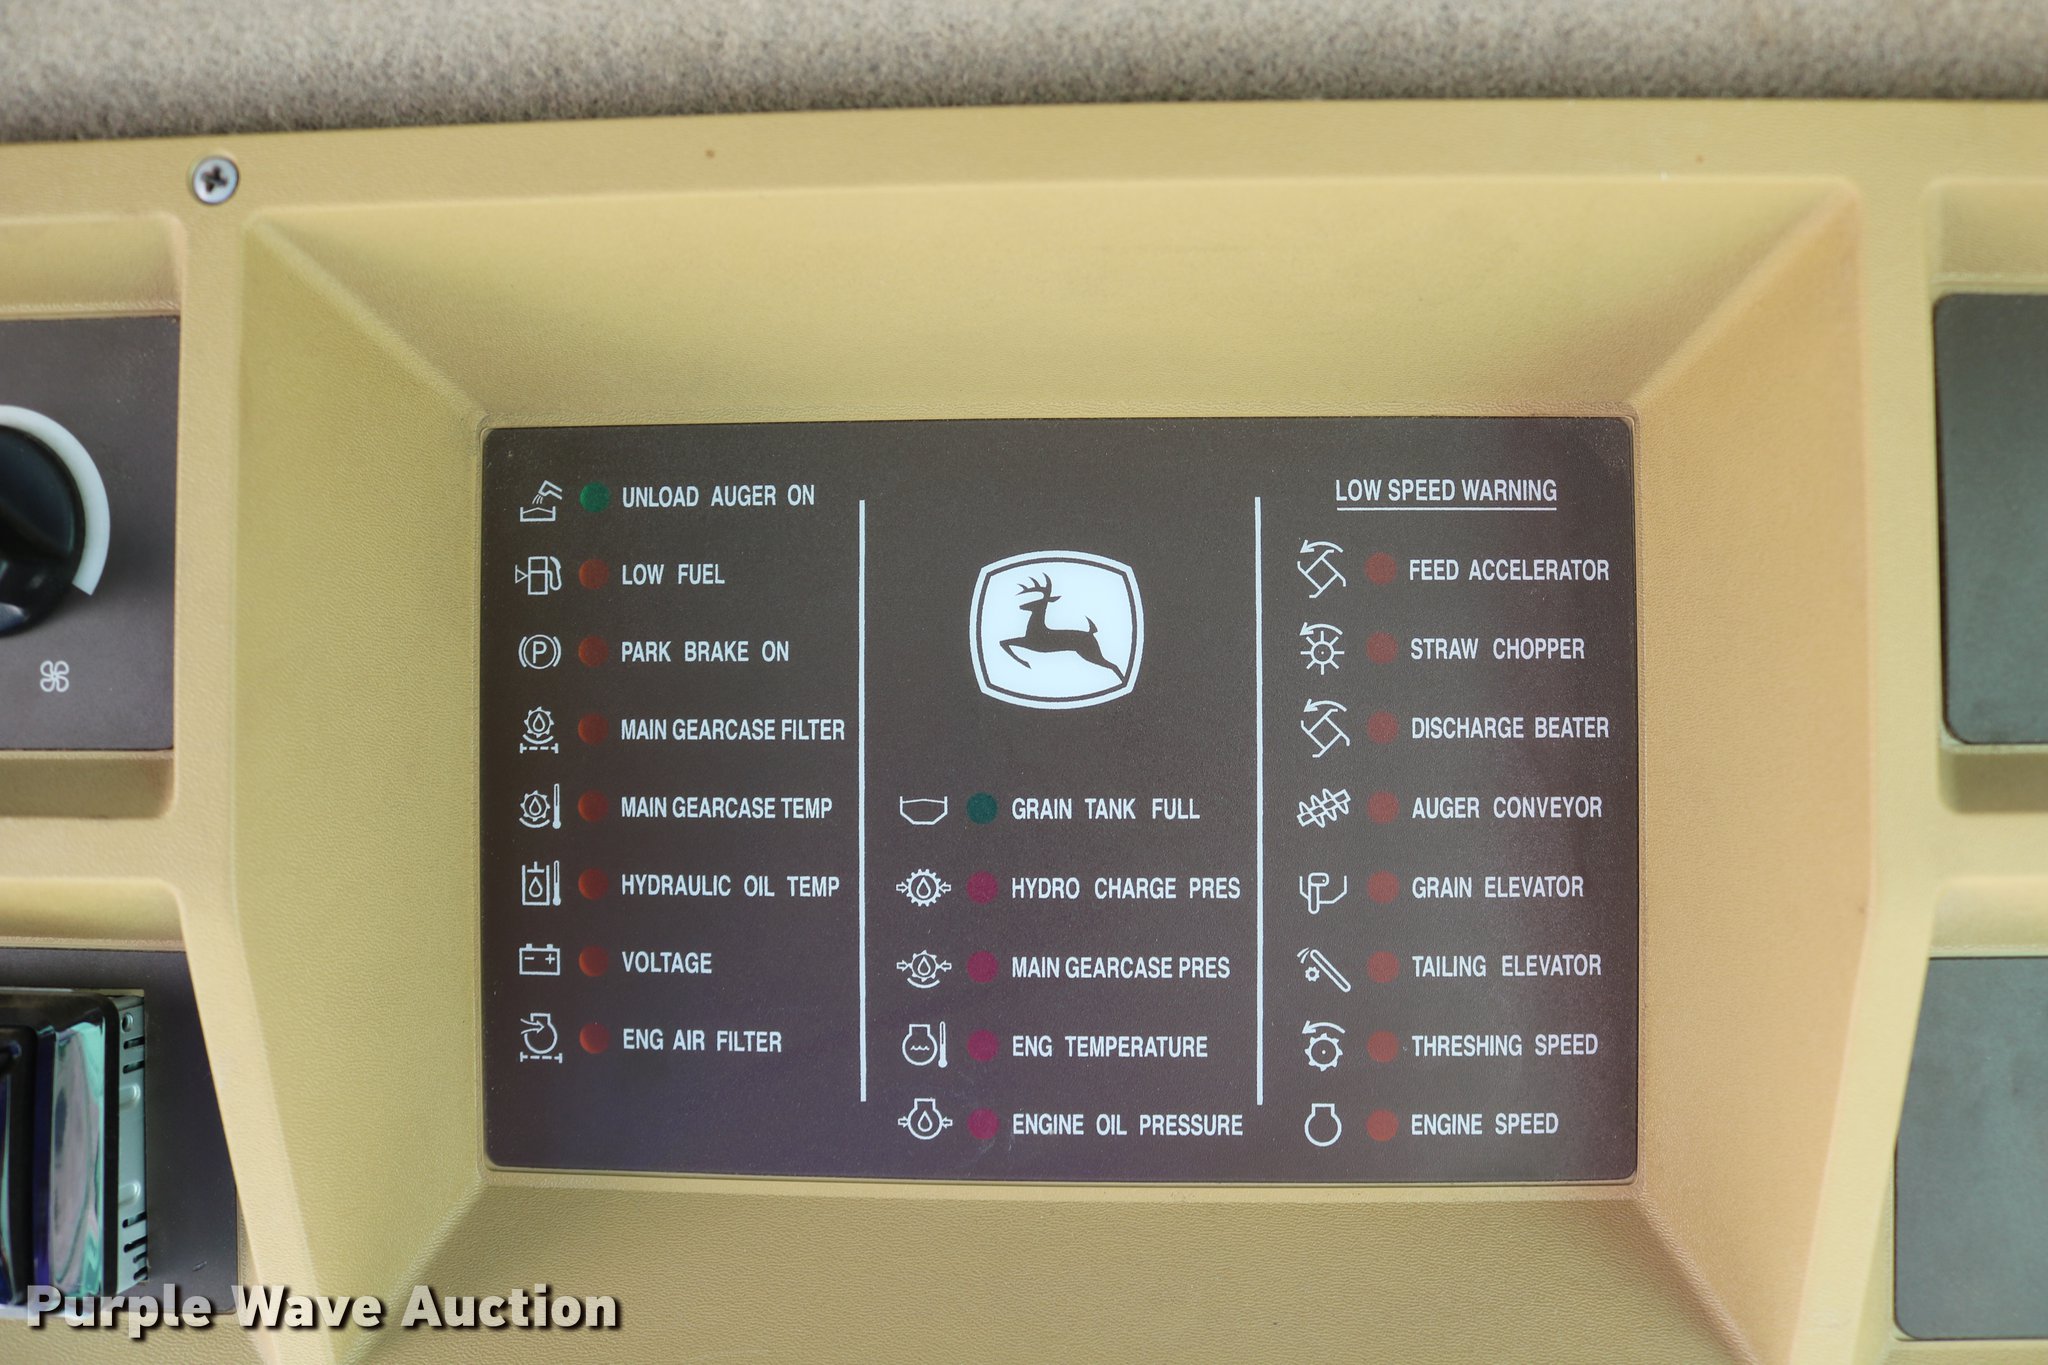 UNLOAD AUGER ON
LOW FUEL
PARK BRAKE ON
P
MAIN GEARCASE FILTER
MAIN GEARCASE TEMP
HYDRAULIC OIL TEMP
VOLTAGE
ENG AIR FILTER
GRAIN TANK FULL
HYDRO CHARGE PRES
MAIN GEARCASE PRES
ENG TEMPERATURE
ENGINE OIL PRESSURE
LOW SPEED WARNING
FEED ACCELERATOR
STRAW CHOPPER
DISCHARGE BEATER
AUGER CONVEYOR
GRAIN ELEVATOR
TAILING ELEVATOR
THRESHING SPEED
ENGINE SPEED
Purple Wave Auction